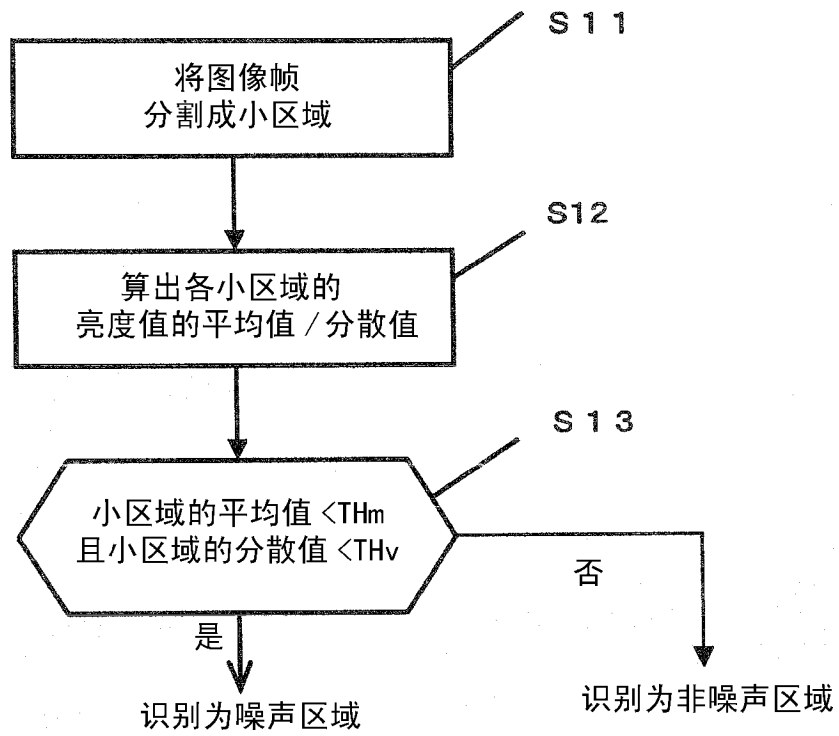 S11
将图像帧
分割成小区域
S12
算出各小区域的
亮度值的平均值/分散值
S13
小区域的平均值<THm
且小区域的分散值<THv
否
是
识别为噪声区域
识别为非噪声区域